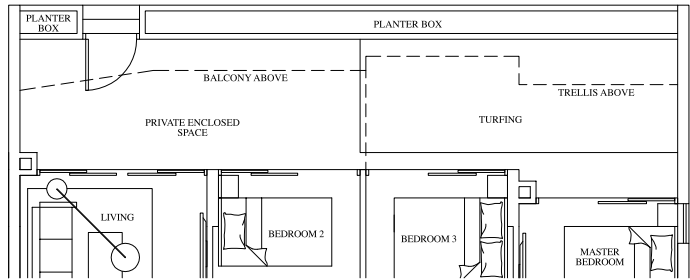 PLANTER
BOX
PLANTER BOX
BALCONY ABOVE
TRELLIS ABOVE
PRIVATE ENCLOSED
SPACE
TURFING
LIVING
BEDROOM 2
BEDROOM 3
MASTER
BEDROOM